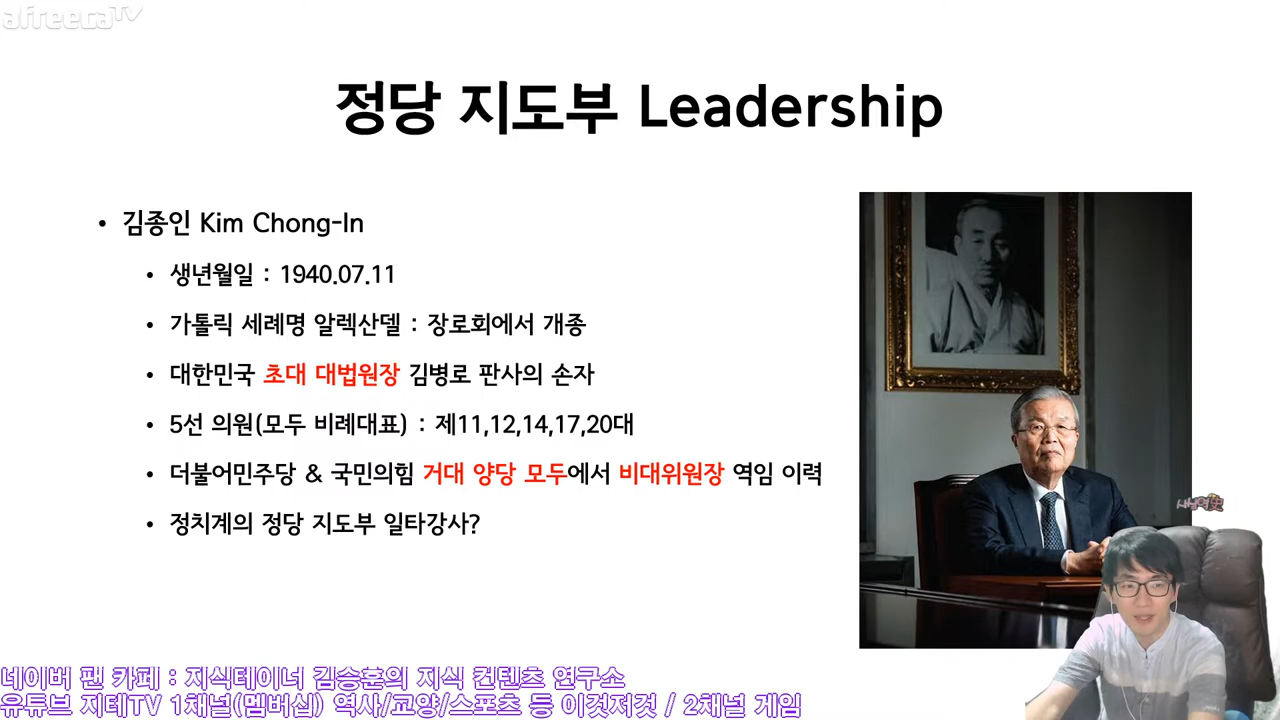 afreecaTV
정당 지도부 Leadership
• 김종인 Kim Chong-In
• 생년월일 : 1940.07.11
• 가톨릭 세례명 알렉산델 : 장로회에서 개종
• 대한민국 초대 대법원장 김병로 판사의 손자
• 5선 의원(모두 비례대표) : 제11,12,14,17,20대
• 더불어민주당 & 국민의힘 거대 양당 모두에서 비대위원장 역임 이력
• 정치계의 정당 지도부 일타강사?
네이버 팬 카페 : 지식테이너 김승훈의 지식 컨텐츠 연구소
유튜브 지테TV 1채널(멤버십) 역사/교양/스포츠 등 이것저것 / 2채널 게임